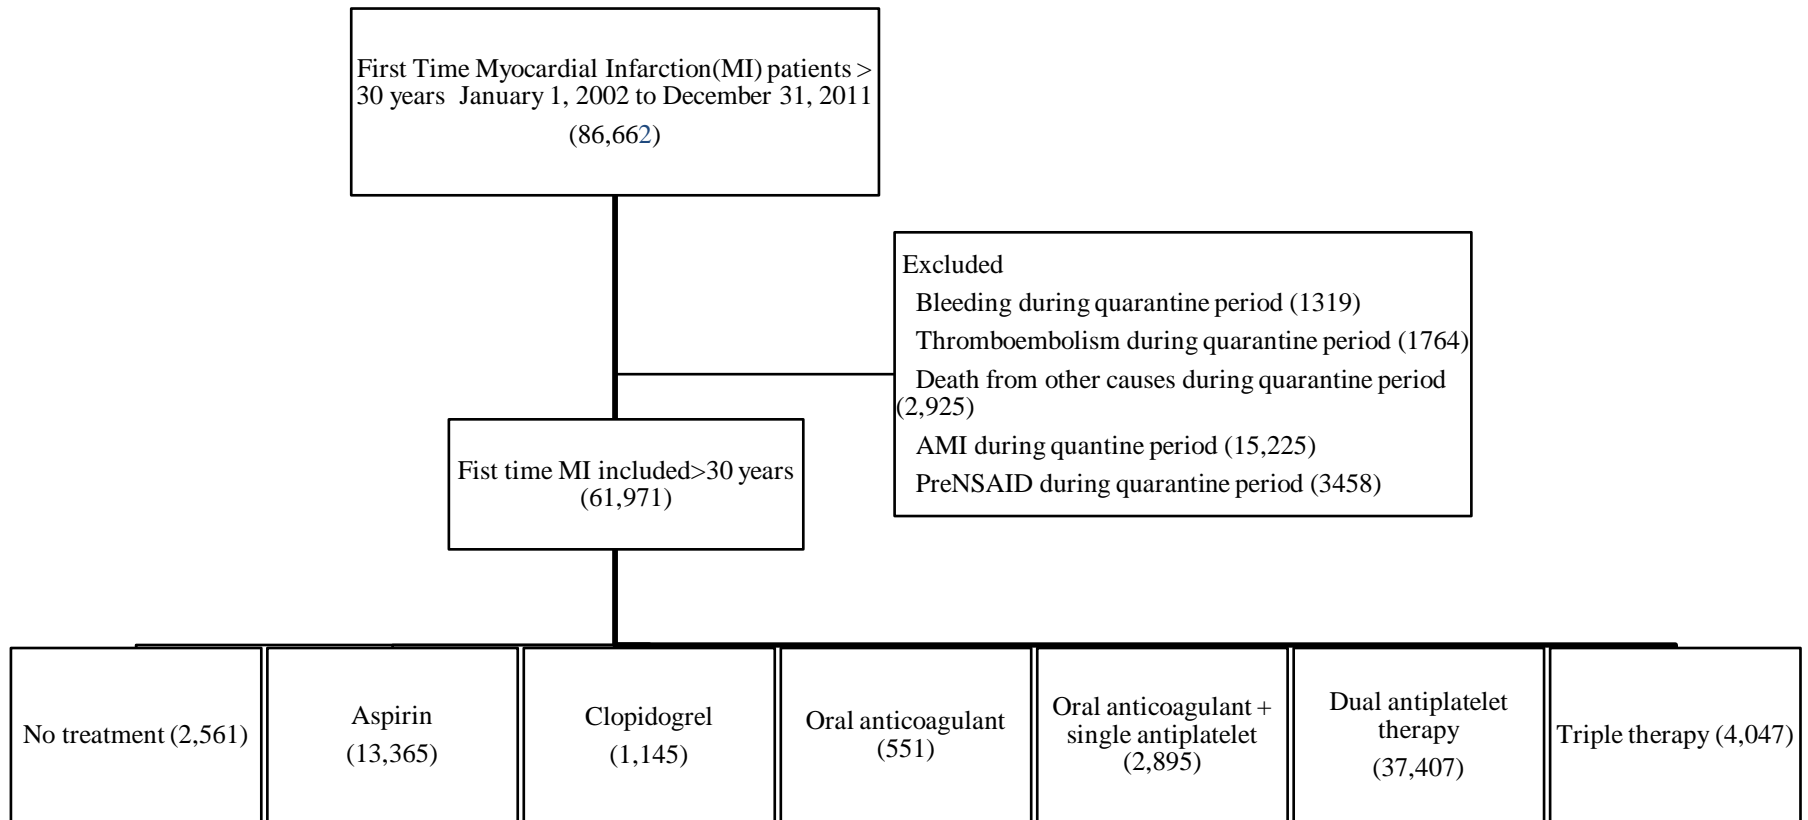 First Time Myocardial Infarction(MI) patients >
30 years January 1, 2002 to December 31, 2011
(86,662)
Excluded
Bleeding during quarantine period (1319)
Thromboembolism during quarantine period (1764)
Death from other causes during quarantine period
(2,925)
AMI during quantine period (15,225)
PreNSAID during quarantine period (3458)
Fist time MI included>30 years
(61,971)
No treatment (2,561)
Aspirin
(13,365)
Clopidogrel
(1,145)
Oral anticoagulant
(551)
Oral anticoagulant +
single antiplatelet
(2,895)
Dual antiplatelet
therapy
(37,407)
Triple therapy (4,047)